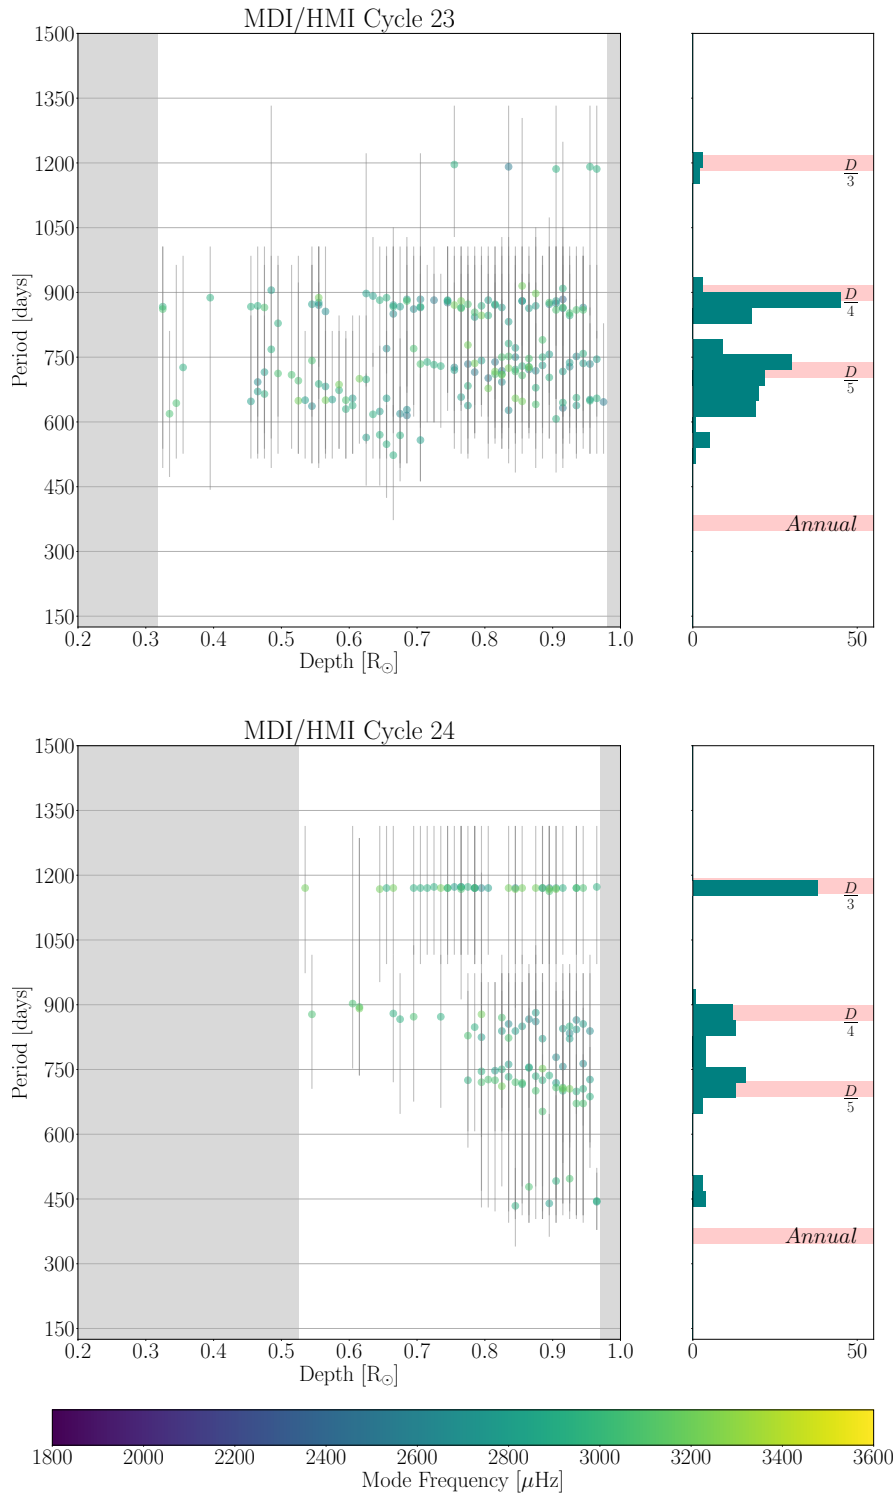 MDI/HMI Cycle 23
1500
1350
1200
1050
900
750
600
450
300
150
Period [days]
0.2 0.3 0.4 0.5 0.6 0.7 0.8 0.9 1.0
Depth [R☉]
D/3
D/4
D/5
Annual
0 50
MDI/HMI Cycle 24
1500
1350
1200
1050
900
750
600
450
300
150
Period [days]
0.2 0.3 0.4 0.5 0.6 0.7 0.8 0.9 1.0
Depth [R☉]
D/3
D/4
D/5
Annual
0 50
1800 2000 2200 2400 2600 2800 3000 3200 3400 3600
Mode Frequency [μHz]